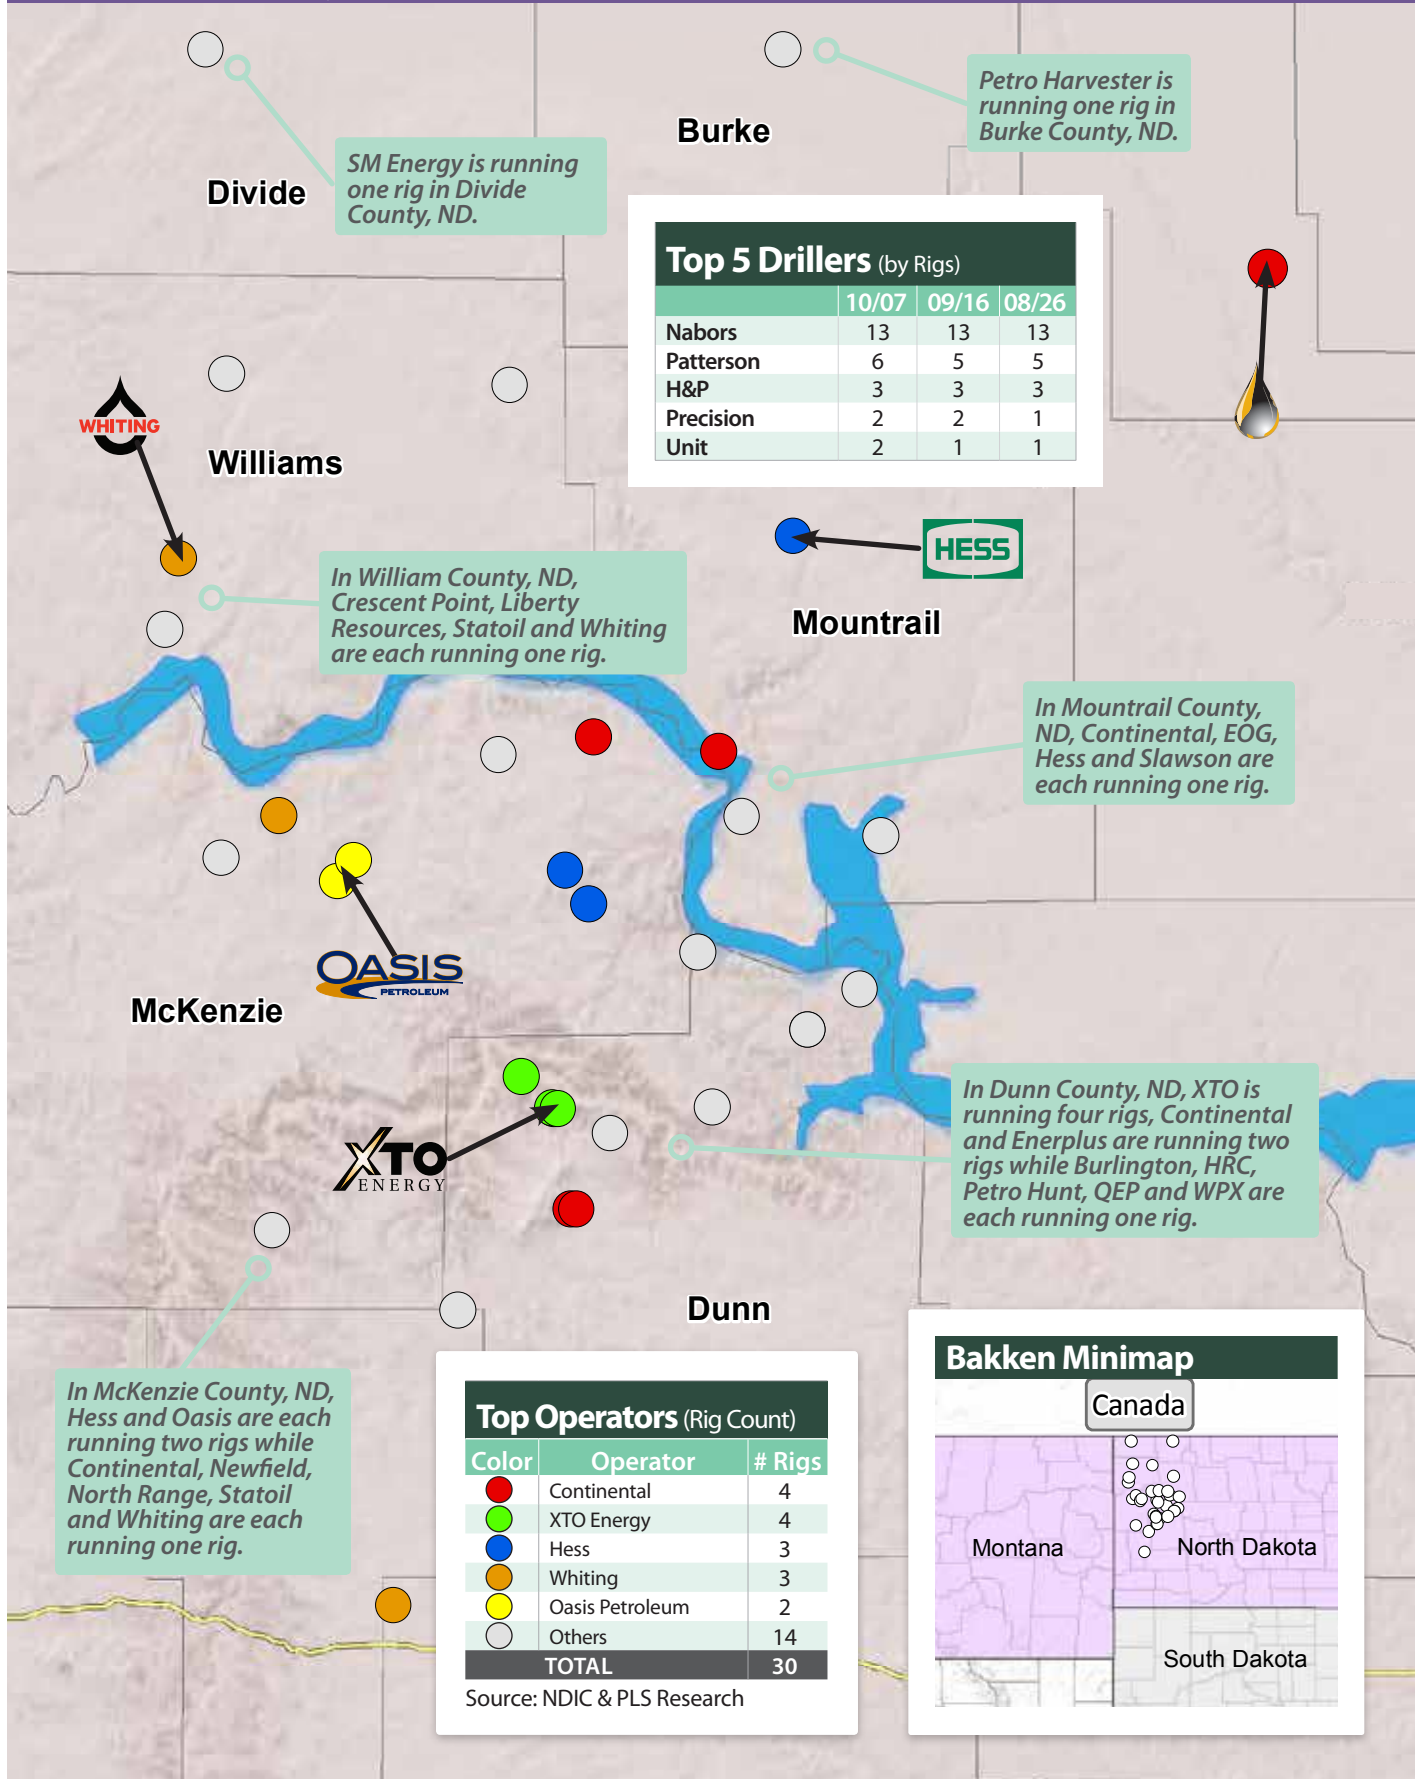 Petro Harvester is
running one rig in
Burke County, ND.
Burke
SM Energy is running
one rig in Divide
County, ND.
Divide
Top 5 Drillers (by Rigs)
10/07 09/16 08/26
Nabors 13 13 13
Patterson 6 5 5
H&P 3 3 3
Precision 2 2 1
Unit 2 1 1
WHITING
Williams
HESS
In William County, ND,
Crescent Point, Liberty
Resources, Statoil and Whiting
are each running one rig.
Mountrail
In Mountrail County,
ND, Continental, EOG,
Hess and Slawson are
each running one rig.
OASIS
PETROLEUM
McKenzie
In Dunn County, ND, XTO is
running four rigs, Continental
and Enerplus are running two
rigs while Burlington, HRC,
Petro Hunt, QEP and WPX are
each running one rig.
XTO
ENERGY
Dunn
In McKenzie County, ND,
Hess and Oasis are each
running two rigs while
Continental, Newfield,
North Range, Statoil
and Whiting are each
running one rig.
Top Operators (Rig Count)
Color Operator # Rigs
Continental 4
XTO Energy 4
Hess 3
Whiting 3
Oasis Petroleum 2
Others 14
TOTAL 30
Source: NDIC & PLS Research
Bakken Minimap
Canada
Montana
North Dakota
South Dakota